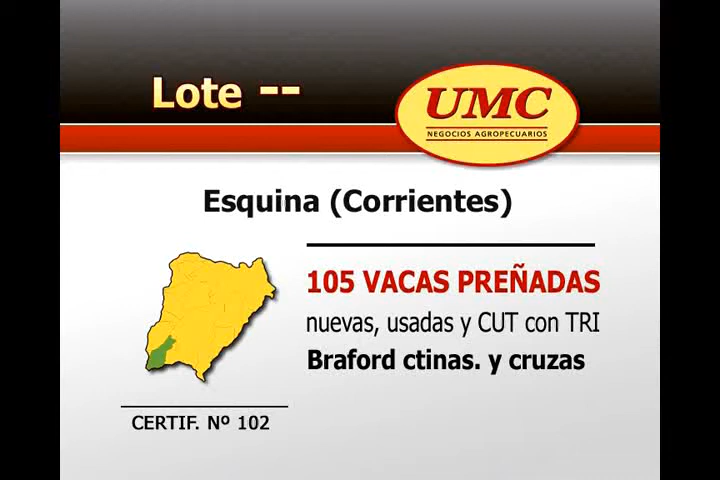 Lote --
UMC
NEGOCIOS AGROPECUARIOS
Esquina (Corrientes)
105 VACAS PREÑADAS
nuevas, usadas y CUT con TRI
Braford ctinas. y cruzas
CERTIF. Nº 102